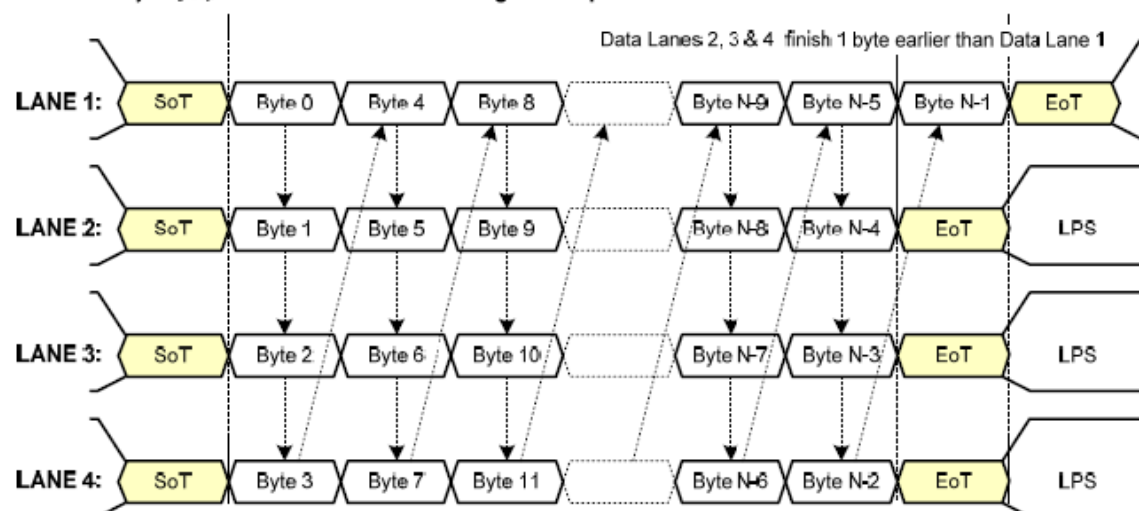 Data Lanes 2, 3 & 4 finish 1 byte earlier than Data Lane 1
LANE 1: SoT Byte 0 Byte 4 Byte 8 Byte N-9 Byte N-5 Byte N-1 EoT
LANE 2: SoT Byte 1 Byte 5 Byte 9 Byte N-8 Byte N-4 EoT LPS
LANE 3: SoT Byte 2 Byte 6 Byte 10 Byte N-7 Byte N-3 EoT LPS
LANE 4: SoT Byte 3 Byte 7 Byte 11 Byte N-6 Byte N-2 EoT LPS